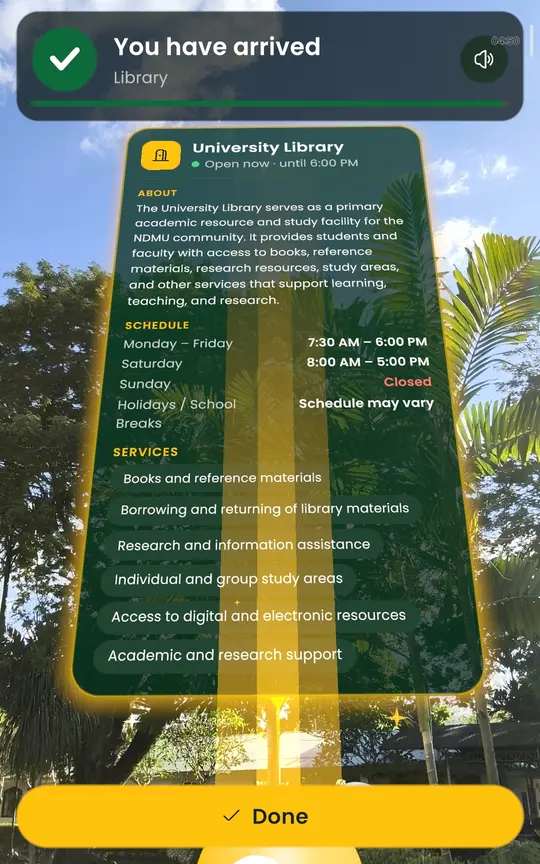 You have arrived
Library
04:50
University Library
Open now · until 6:00 PM
ABOUT
The University Library serves as a primary
academic resource and study facility for the
NDMU community. It provides students and
faculty with access to books, reference
materials, research resources, study areas,
and other services that support learning,
teaching, and research.
SCHEDULE
Monday – Friday 7:30 AM – 6:00 PM
Saturday 8:00 AM – 5:00 PM
Sunday Closed
Holidays / School Schedule may vary
Breaks
SERVICES
Books and reference materials
Borrowing and returning of library materials
Research and information assistance
Individual and group study areas
Access to digital and electronic resources
Academic and research support
Done